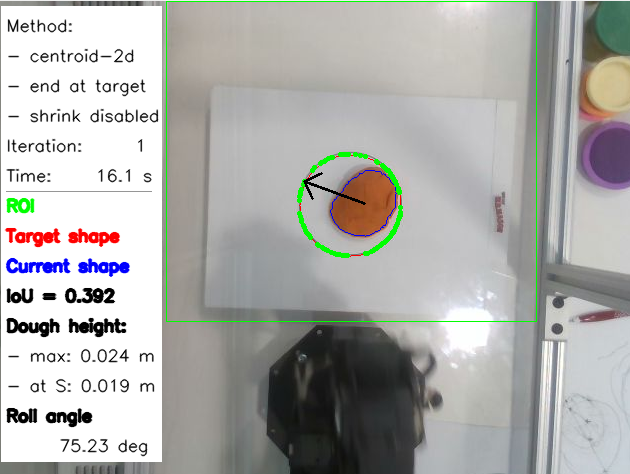 Method:
- centroid-2d
- end at target
- shrink disabled
Iteration: 1
Time: 16.1 s
ROI
Target shape
Current shape
IoU = 0.392
Dough height:
- max: 0.024 m
- at S: 0.019 m
Roll angle
75.23 deg